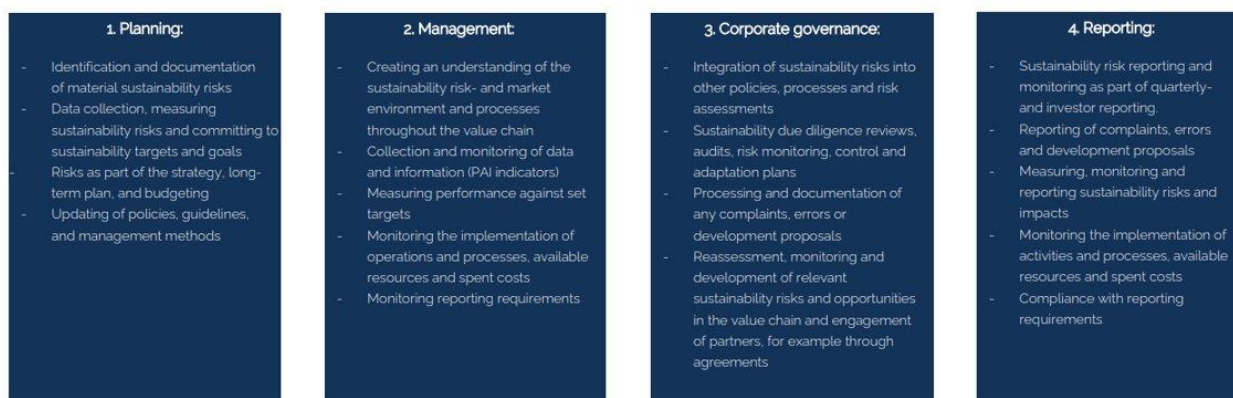 1. Planning:
- Identification and documentation
of material sustainability risks
- Data collection, measuring
sustainability risks and committing to
sustainability targets and goals
- Risks as part of the strategy, long-
term plan, and budgeting
- Updating of policies, guidelines,
and management methods
2. Management:
- Creating an understanding of the
sustainability risk- and market
environment and processes
throughout the value chain
- Collection and monitoring of data
and information (PAI indicators)
- Measuring performance against set
targets
- Monitoring the implementation of
operations and processes, available
resources and spent costs
- Monitoring reporting requirements
3. Corporate governance:
- Integration of sustainability risks into
other policies, processes and risk
assessments
- Sustainability due diligence reviews,
audits, risk monitoring, control and
adaptation plans
- Processing and documentation of
any complaints, errors or
development proposals
- Reassessment, monitoring and
development of relevant
sustainability risks and opportunities
in the value chain and engagement
of partners, for example through
agreements
4. Reporting:
- Sustainability risk reporting and
monitoring as part of quarterly-
and investor reporting.
- Reporting of complaints, errors
and development proposals
- Measuring, monitoring and
reporting sustainability risks and
impacts
- Monitoring the implementation of
activities and processes, available
resources and spent costs
- Compliance with reporting
requirements